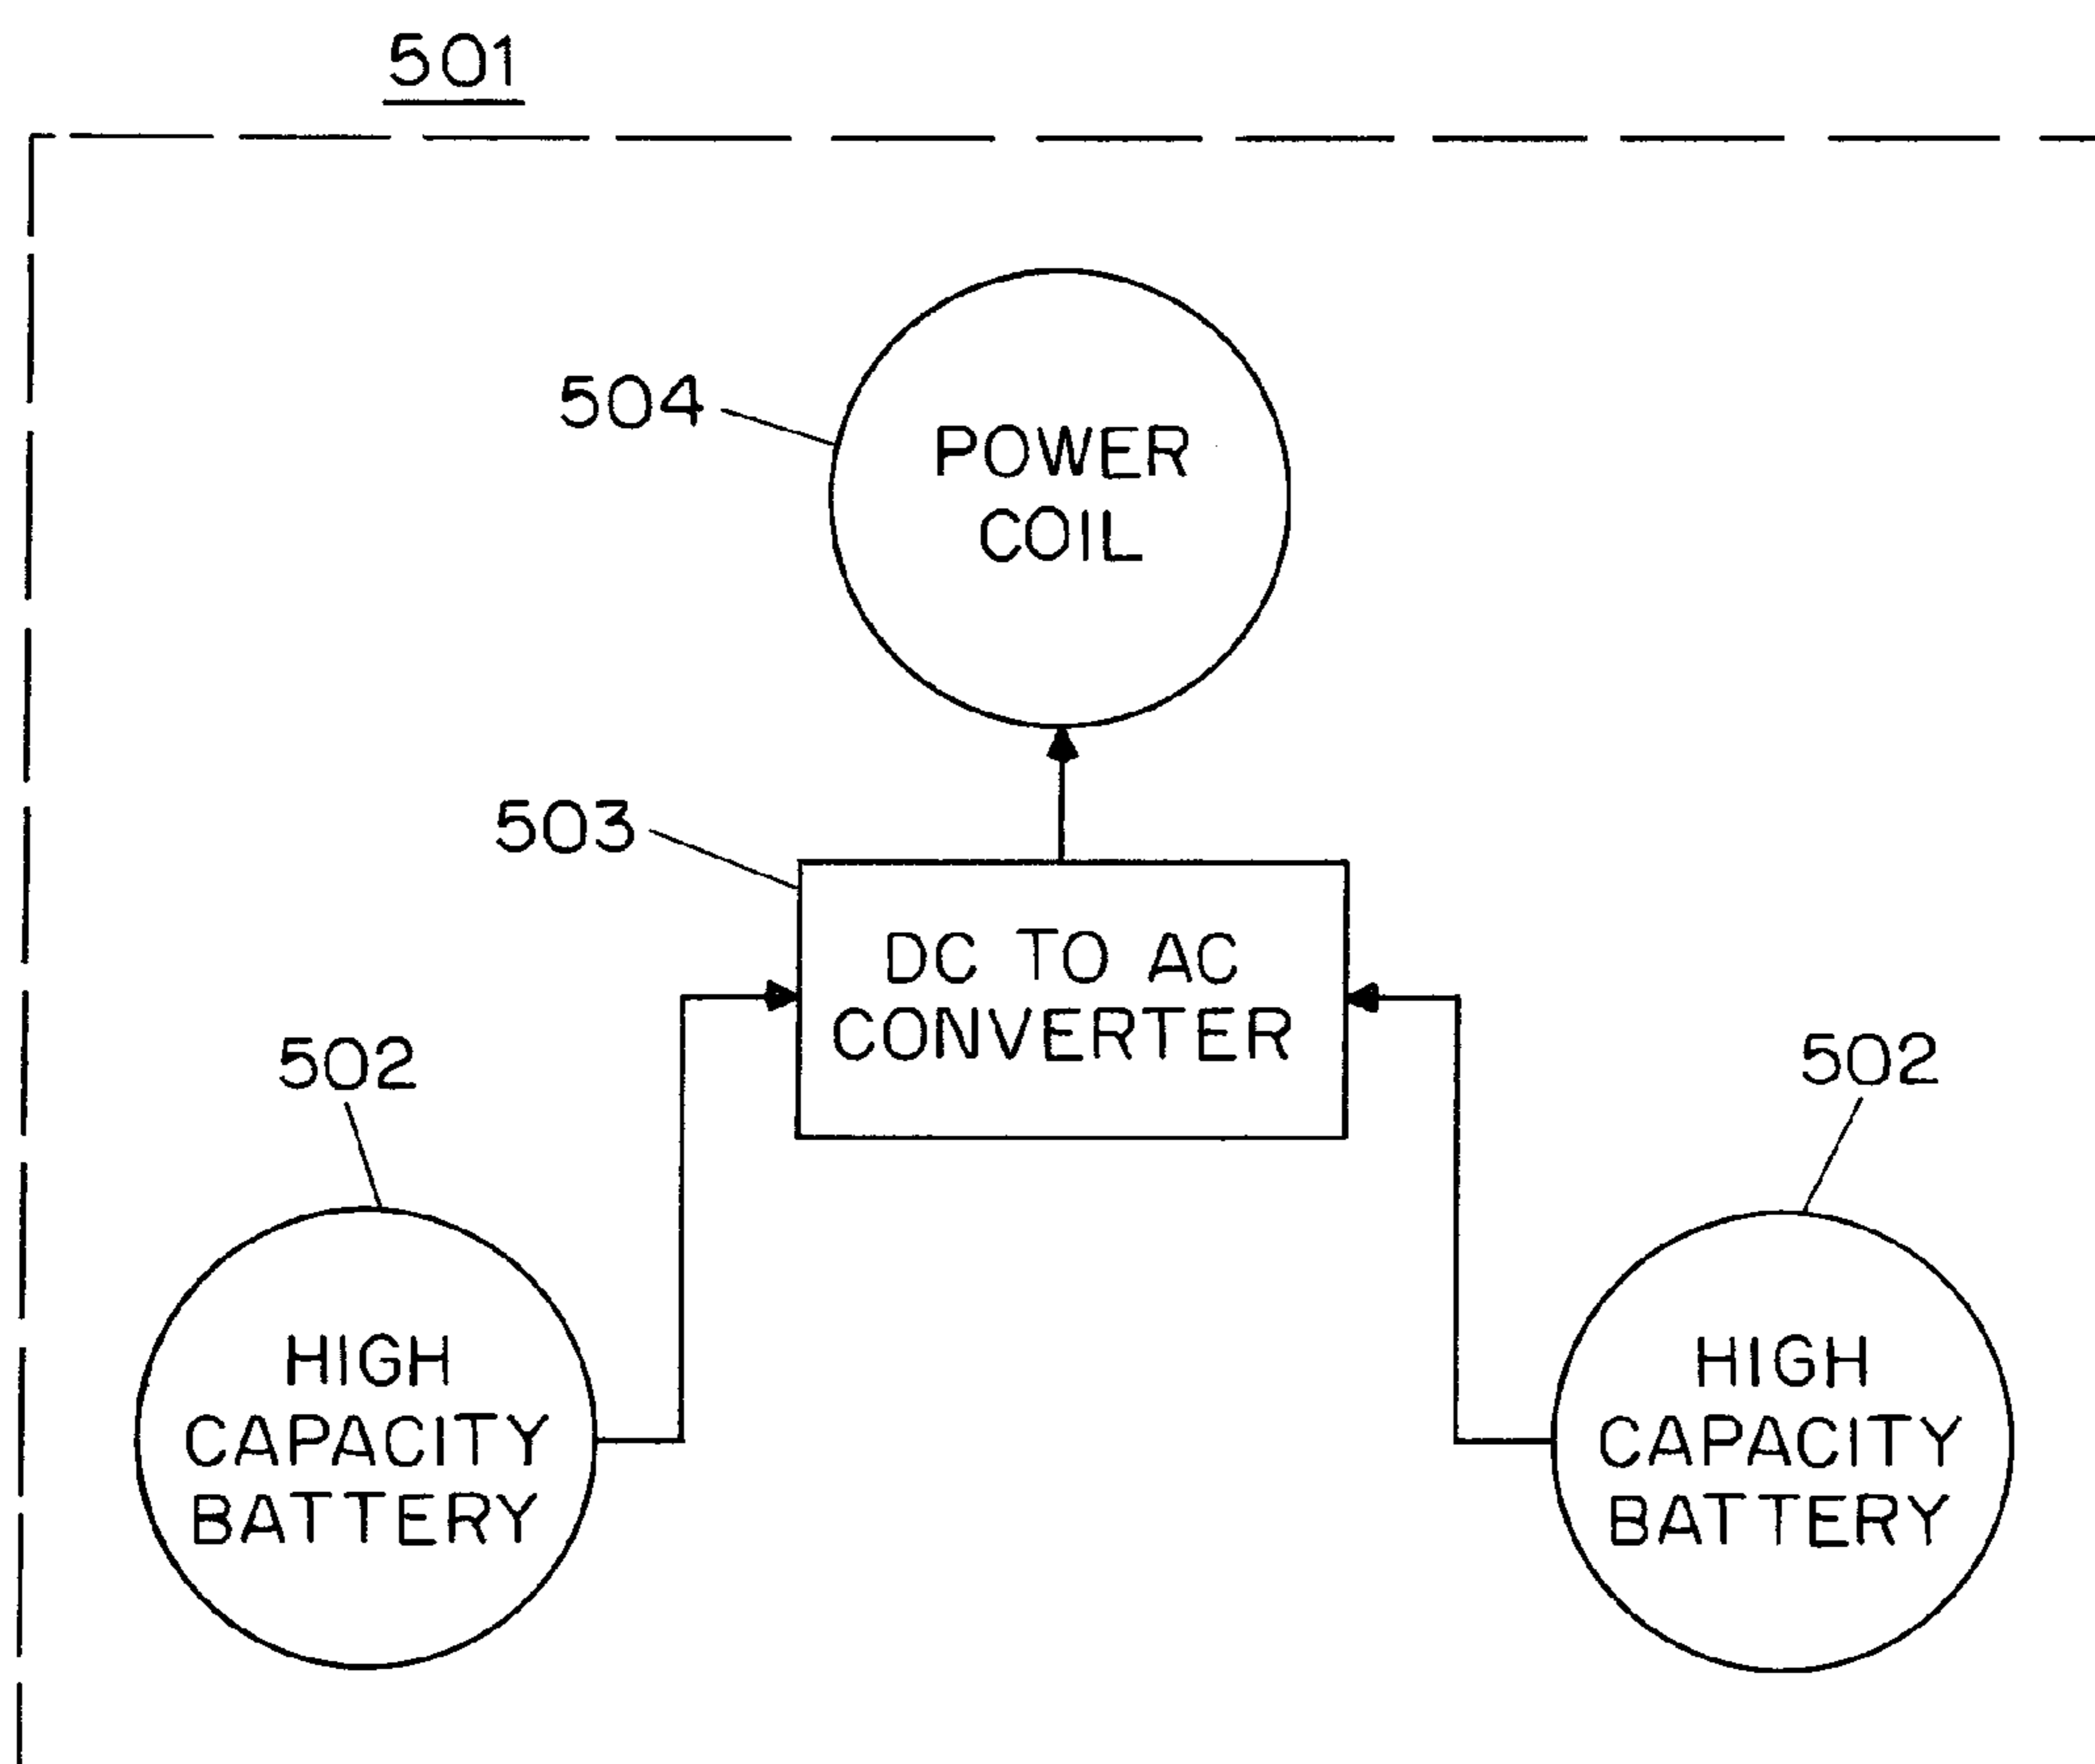 501
504
POWER
COIL
503
DC TO AC
CONVERTER
502
502
HIGH
CAPACITY
BATTERY
HIGH
CAPACITY
BATTERY